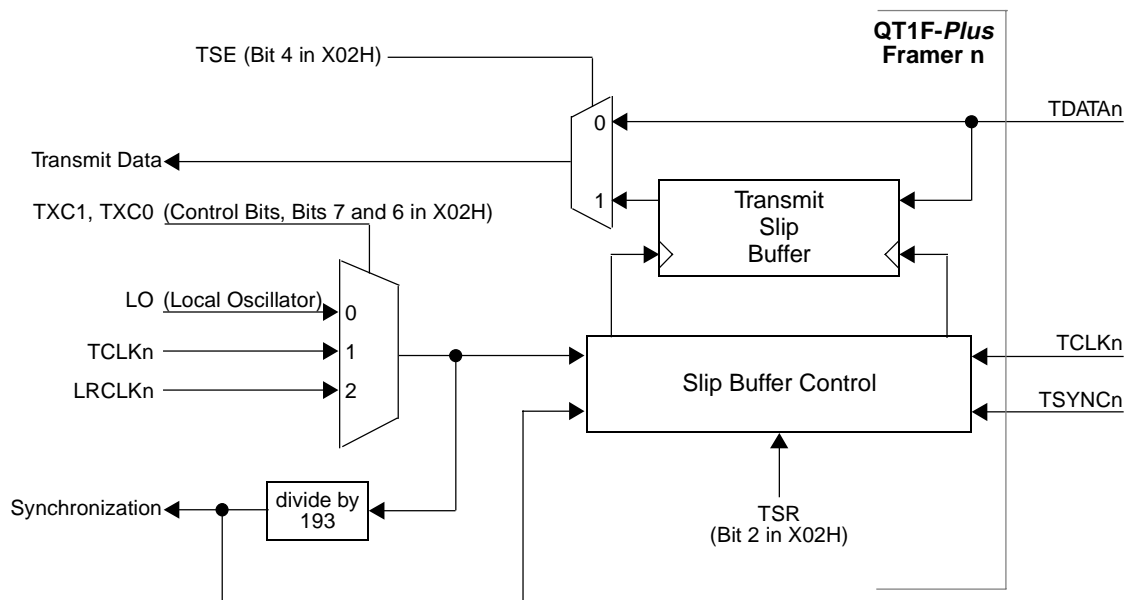 QT1F-Plus
Framer n
TSE (Bit 4 in X02H)
TDATAn
0
Transmit Data
1
Transmit
Slip
Buffer
TXC1, TXC0 (Control Bits, Bits 7 and 6 in X02H)
LO (Local Oscillator)
0
TCLKn
1
LRCLKn
2
Slip Buffer Control
TCLKn
TSYNCn
Synchronization
divide by
193
TSR
(Bit 2 in X02H)